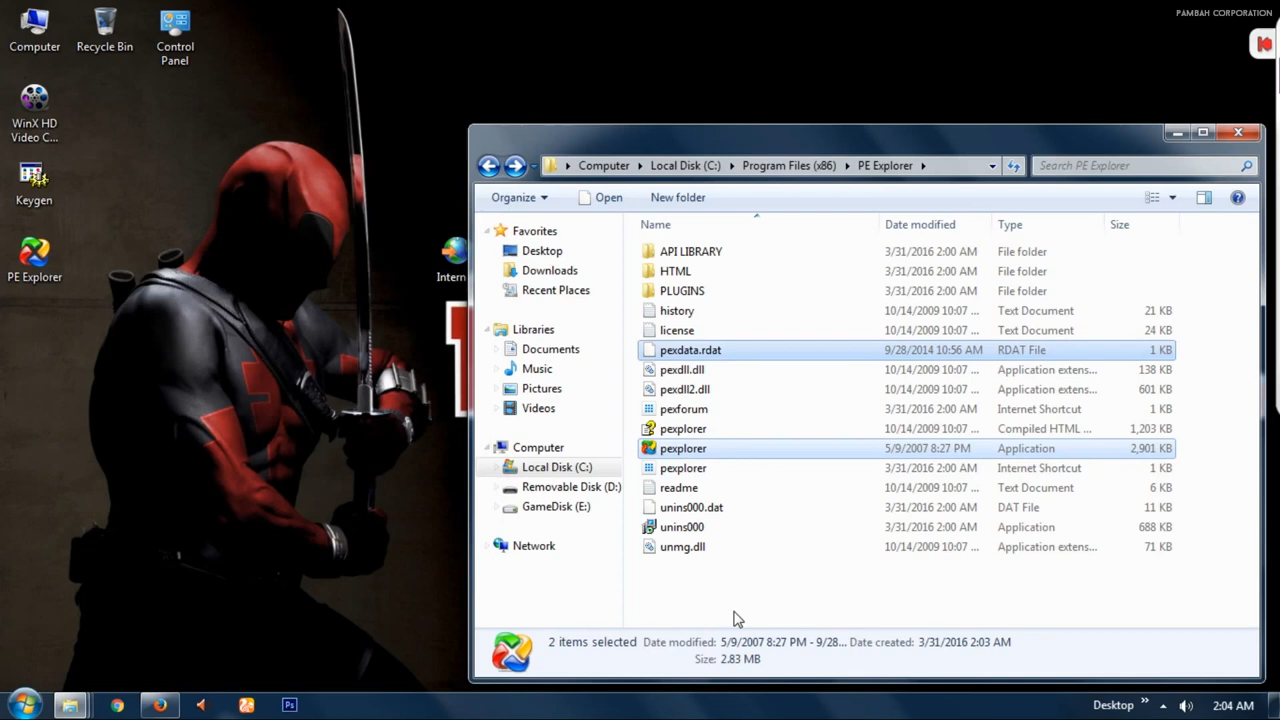 PAMBAH CORPORATION
Computer
Recycle Bin
Control
Panel
WinX HD
Video C...
Keygen
PE Explorer
Intern
Computer
Local Disk (C:)
Program Files (x86)
PE Explorer
Search PE Explorer
Organize
Open
New folder
Name Date modified Type Size
Favorites
Desktop
Downloads
Recent Places
Libraries
Documents
Music
Pictures
Videos
Computer
Local Disk (C:)
Removable Disk (D:)
GameDisk (E:)
Network
API LIBRARY 3/31/2016 2:00 AM File folder
HTML 3/31/2016 2:00 AM File folder
PLUGINS 3/31/2016 2:00 AM File folder
history 10/14/2009 10:07 ... Text Document 21 KB
license 10/14/2009 10:07 ... Text Document 24 KB
pexdata.rdat 9/28/2014 10:56 AM RDAT File 1 KB
pexdll.dll 10/14/2009 10:07 ... Application extens... 138 KB
pexdll2.dll 10/14/2009 10:07 ... Application extens... 601 KB
pexforum 10/14/2009 10:07 ... Internet Shortcut 1 KB
pexplorer 10/14/2009 10:07 ... Compiled HTML ... 1,203 KB
pexplorer 5/9/2007 8:27 PM Application 2,901 KB
pexplorer 3/31/2016 2:00 AM Internet Shortcut 1 KB
readme 10/14/2009 10:07 ... Text Document 6 KB
unins000.dat 3/31/2016 2:00 AM DAT File 11 KB
unins000 3/31/2016 2:00 AM Application 688 KB
unmg.dll 10/14/2009 10:07 ... Application extens... 71 KB
2 items selected Date modified: 5/9/2007 8:27 PM - 9/28... Date created: 3/31/2016 2:03 AM
Size: 2.83 MB
Ps
Desktop
2:04 AM